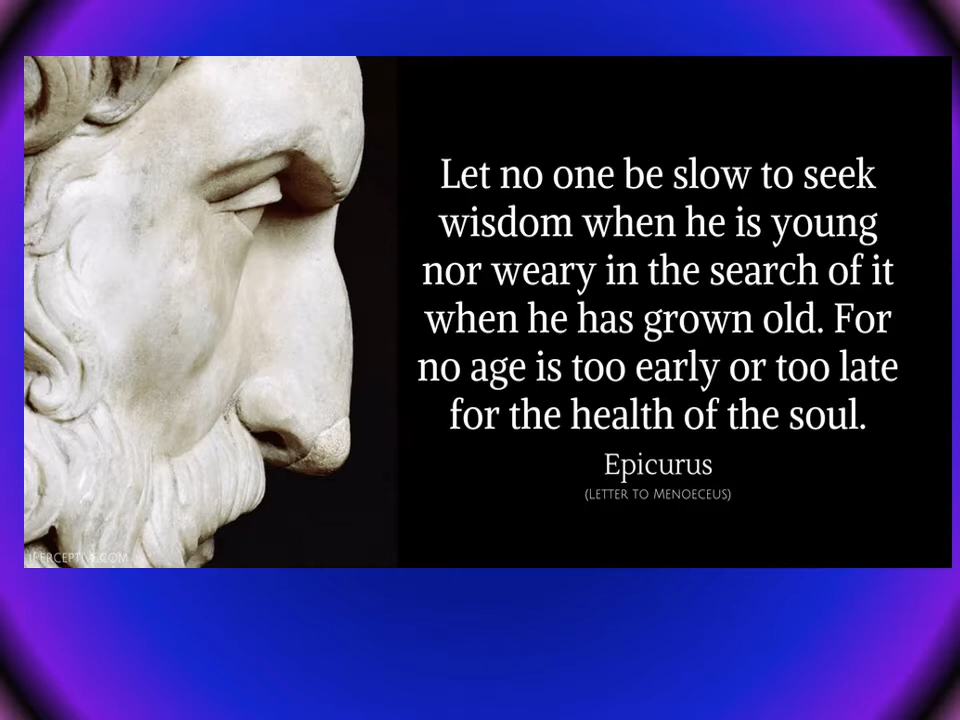 Let no one be slow to seek
wisdom when he is young
nor weary in the search of it
when he has grown old. For
no age is too early or too late
for the health of the soul.
Epicurus
(Letter to Menoeceus)
iPerceptive.com